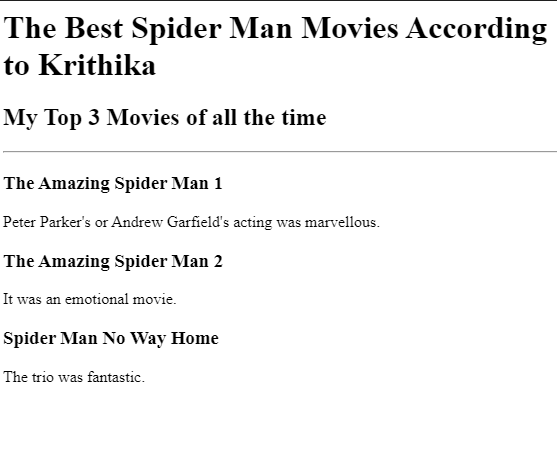 The Best Spider Man Movies According
to Krithika
My Top 3 Movies of all the time
The Amazing Spider Man 1
Peter Parker's or Andrew Garfield's acting was marvellous.
The Amazing Spider Man 2
It was an emotional movie.
Spider Man No Way Home
The trio was fantastic.